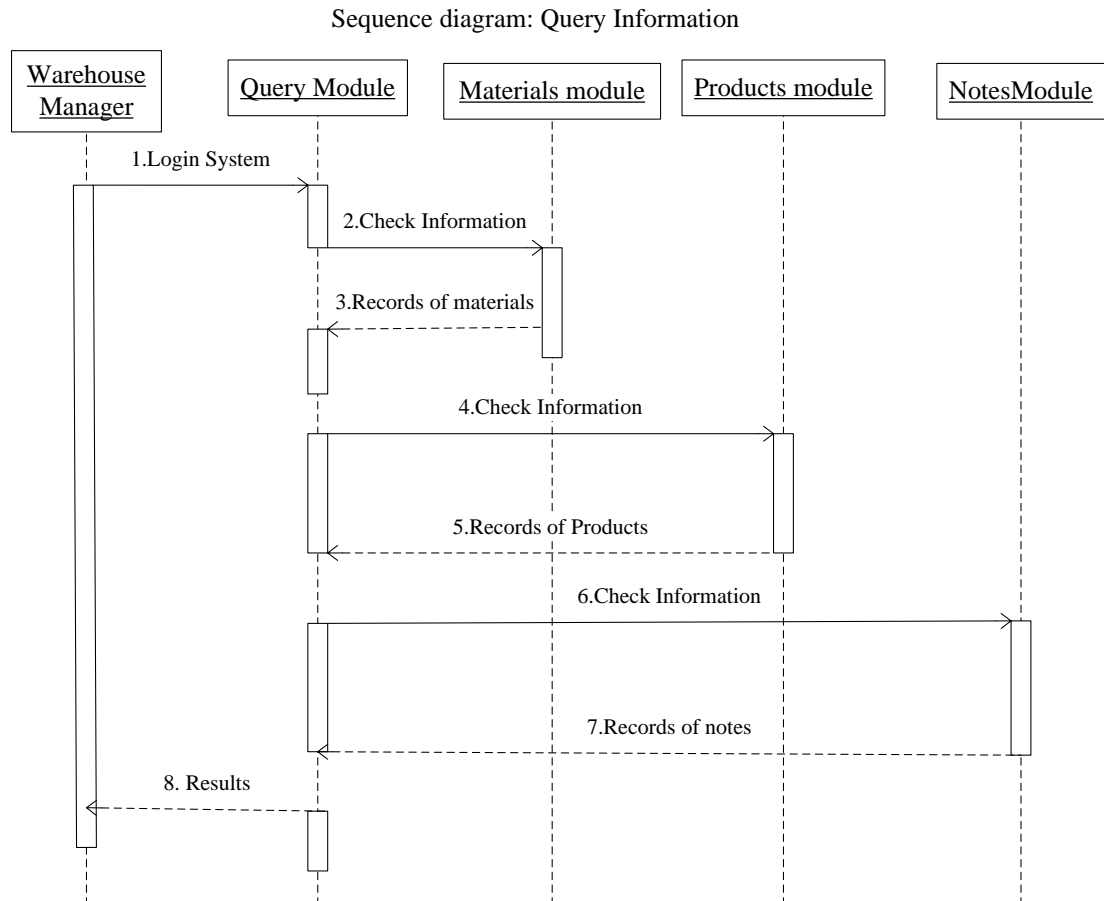 Sequence diagram: Query Information
Warehouse
Manager
Query Module
Materials module
Products module
NotesModule
1.Login System
2.Check Information
3.Records of materials
4.Check Information
5.Records of Products
6.Check Information
7.Records of notes
8. Results